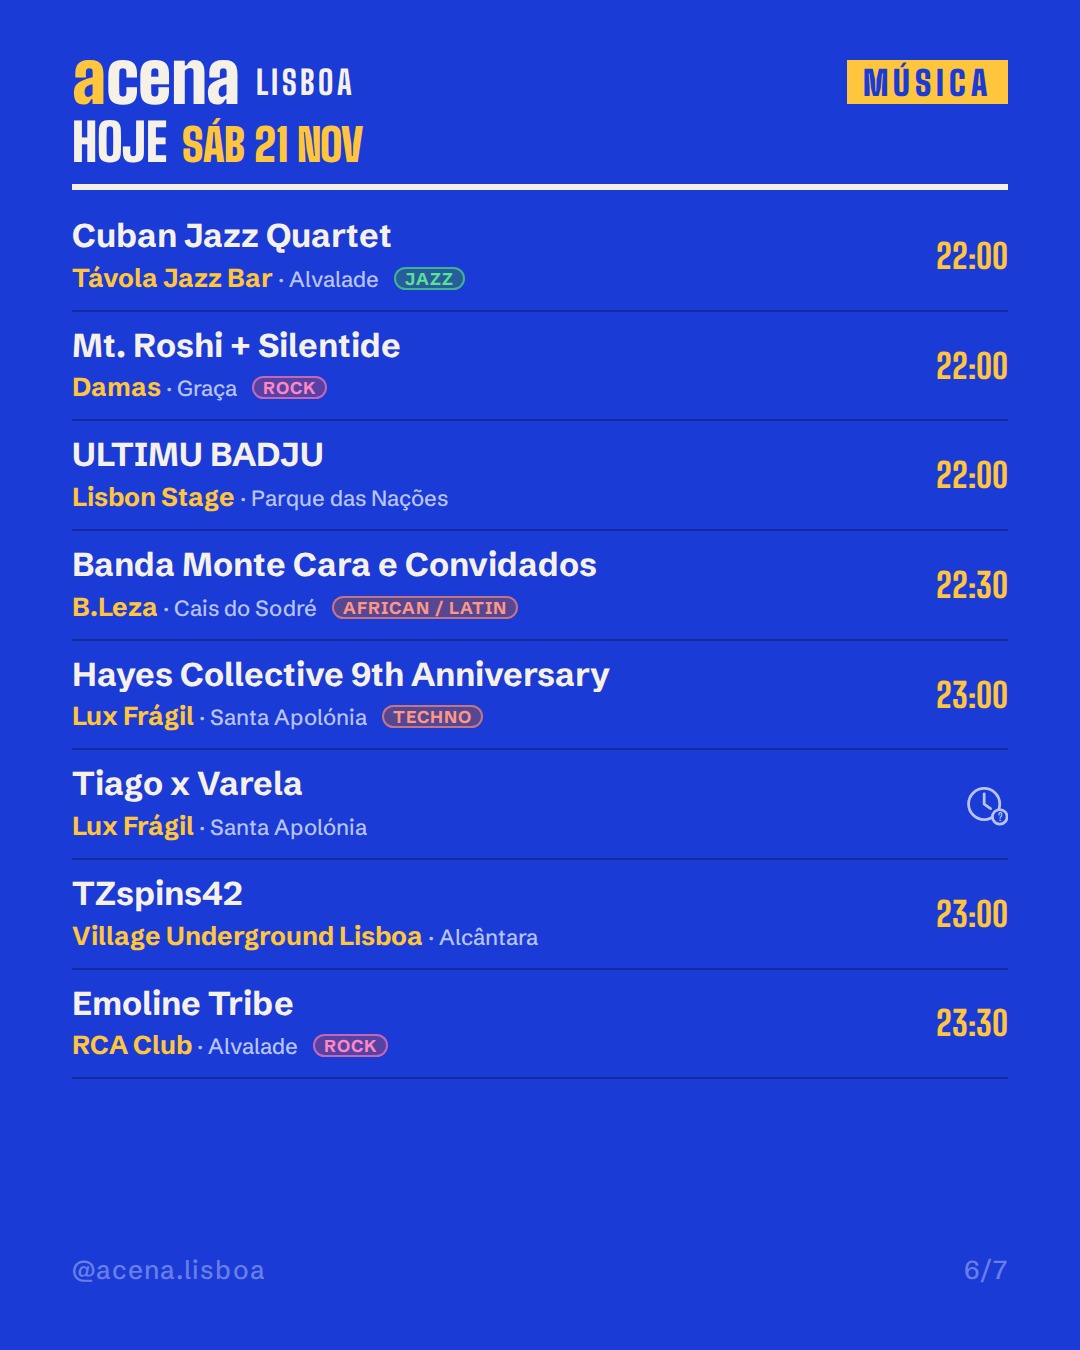 acena LISBOA
MÚSICA
HOJE SÁB 21 NOV
Cuban Jazz Quartet
22:00
Távola Jazz Bar · Alvalade JAZZ
Mt. Roshi + Silentide
22:00
Damas · Graça ROCK
ULTIMU BADJU
22:00
Lisbon Stage · Parque das Nações
Banda Monte Cara e Convidados
22:30
B.Leza · Cais do Sodré AFRICAN / LATIN
Hayes Collective 9th Anniversary
23:00
Lux Frágil · Santa Apolónia TECHNO
Tiago x Varela
?
Lux Frágil · Santa Apolónia
TZspins42
23:00
Village Underground Lisboa · Alcântara
Emoline Tribe
23:30
RCA Club · Alvalade ROCK
@acena.lisboa
6/7